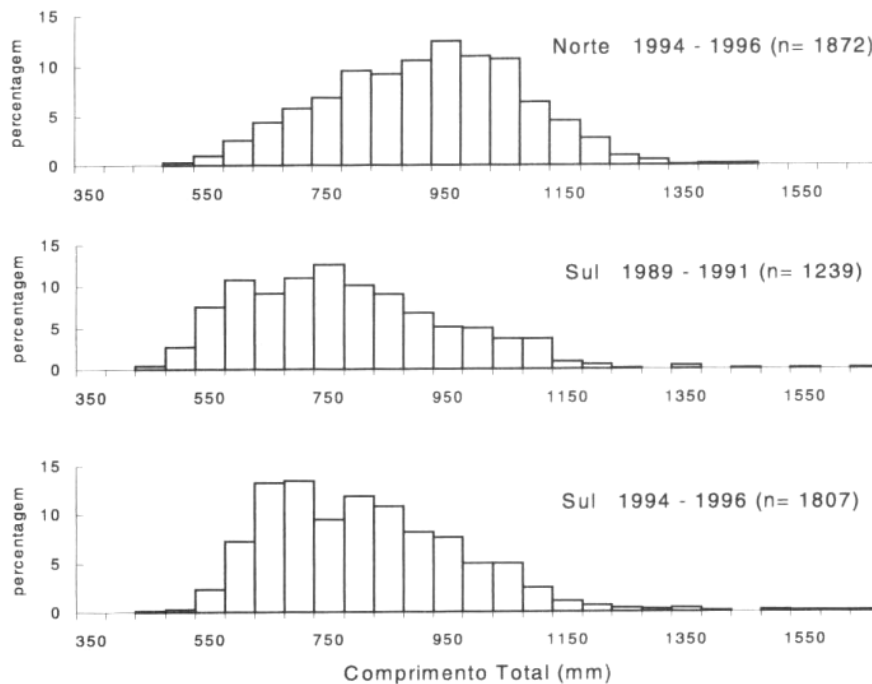 percentagem
15
10
5
0
Norte 1994 - 1996 (n= 1872)
350 550 750 950 1150 1350 1550
percentagem
15
10
5
0
Sul 1989 - 1991 (n= 1239)
350 550 750 950 1150 1350 1550
percentagem
15
10
5
0
Sul 1994 - 1996 (n= 1807)
350 550 750 950 1150 1350 1550
Comprimento Total (mm)